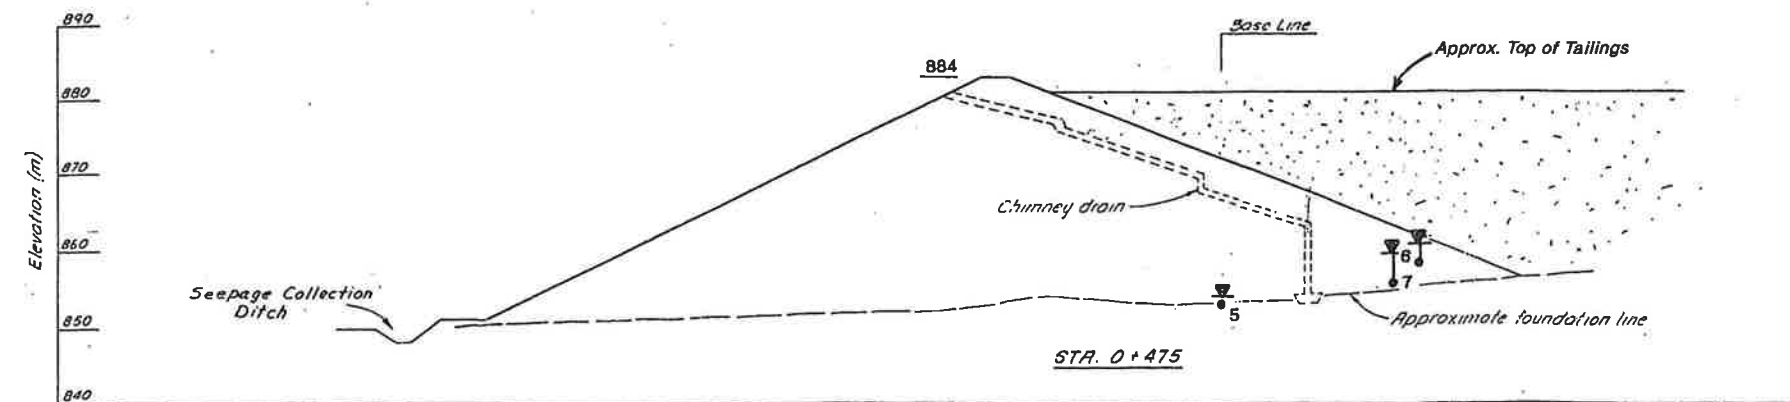 890
Base Line
Approx. Top of Tailings
884
880
870
Elevation (m)
Chimney drain
860
6
7
Seepage Collection
Ditch
5
850
Approximate foundation line
STA. 0+475
840